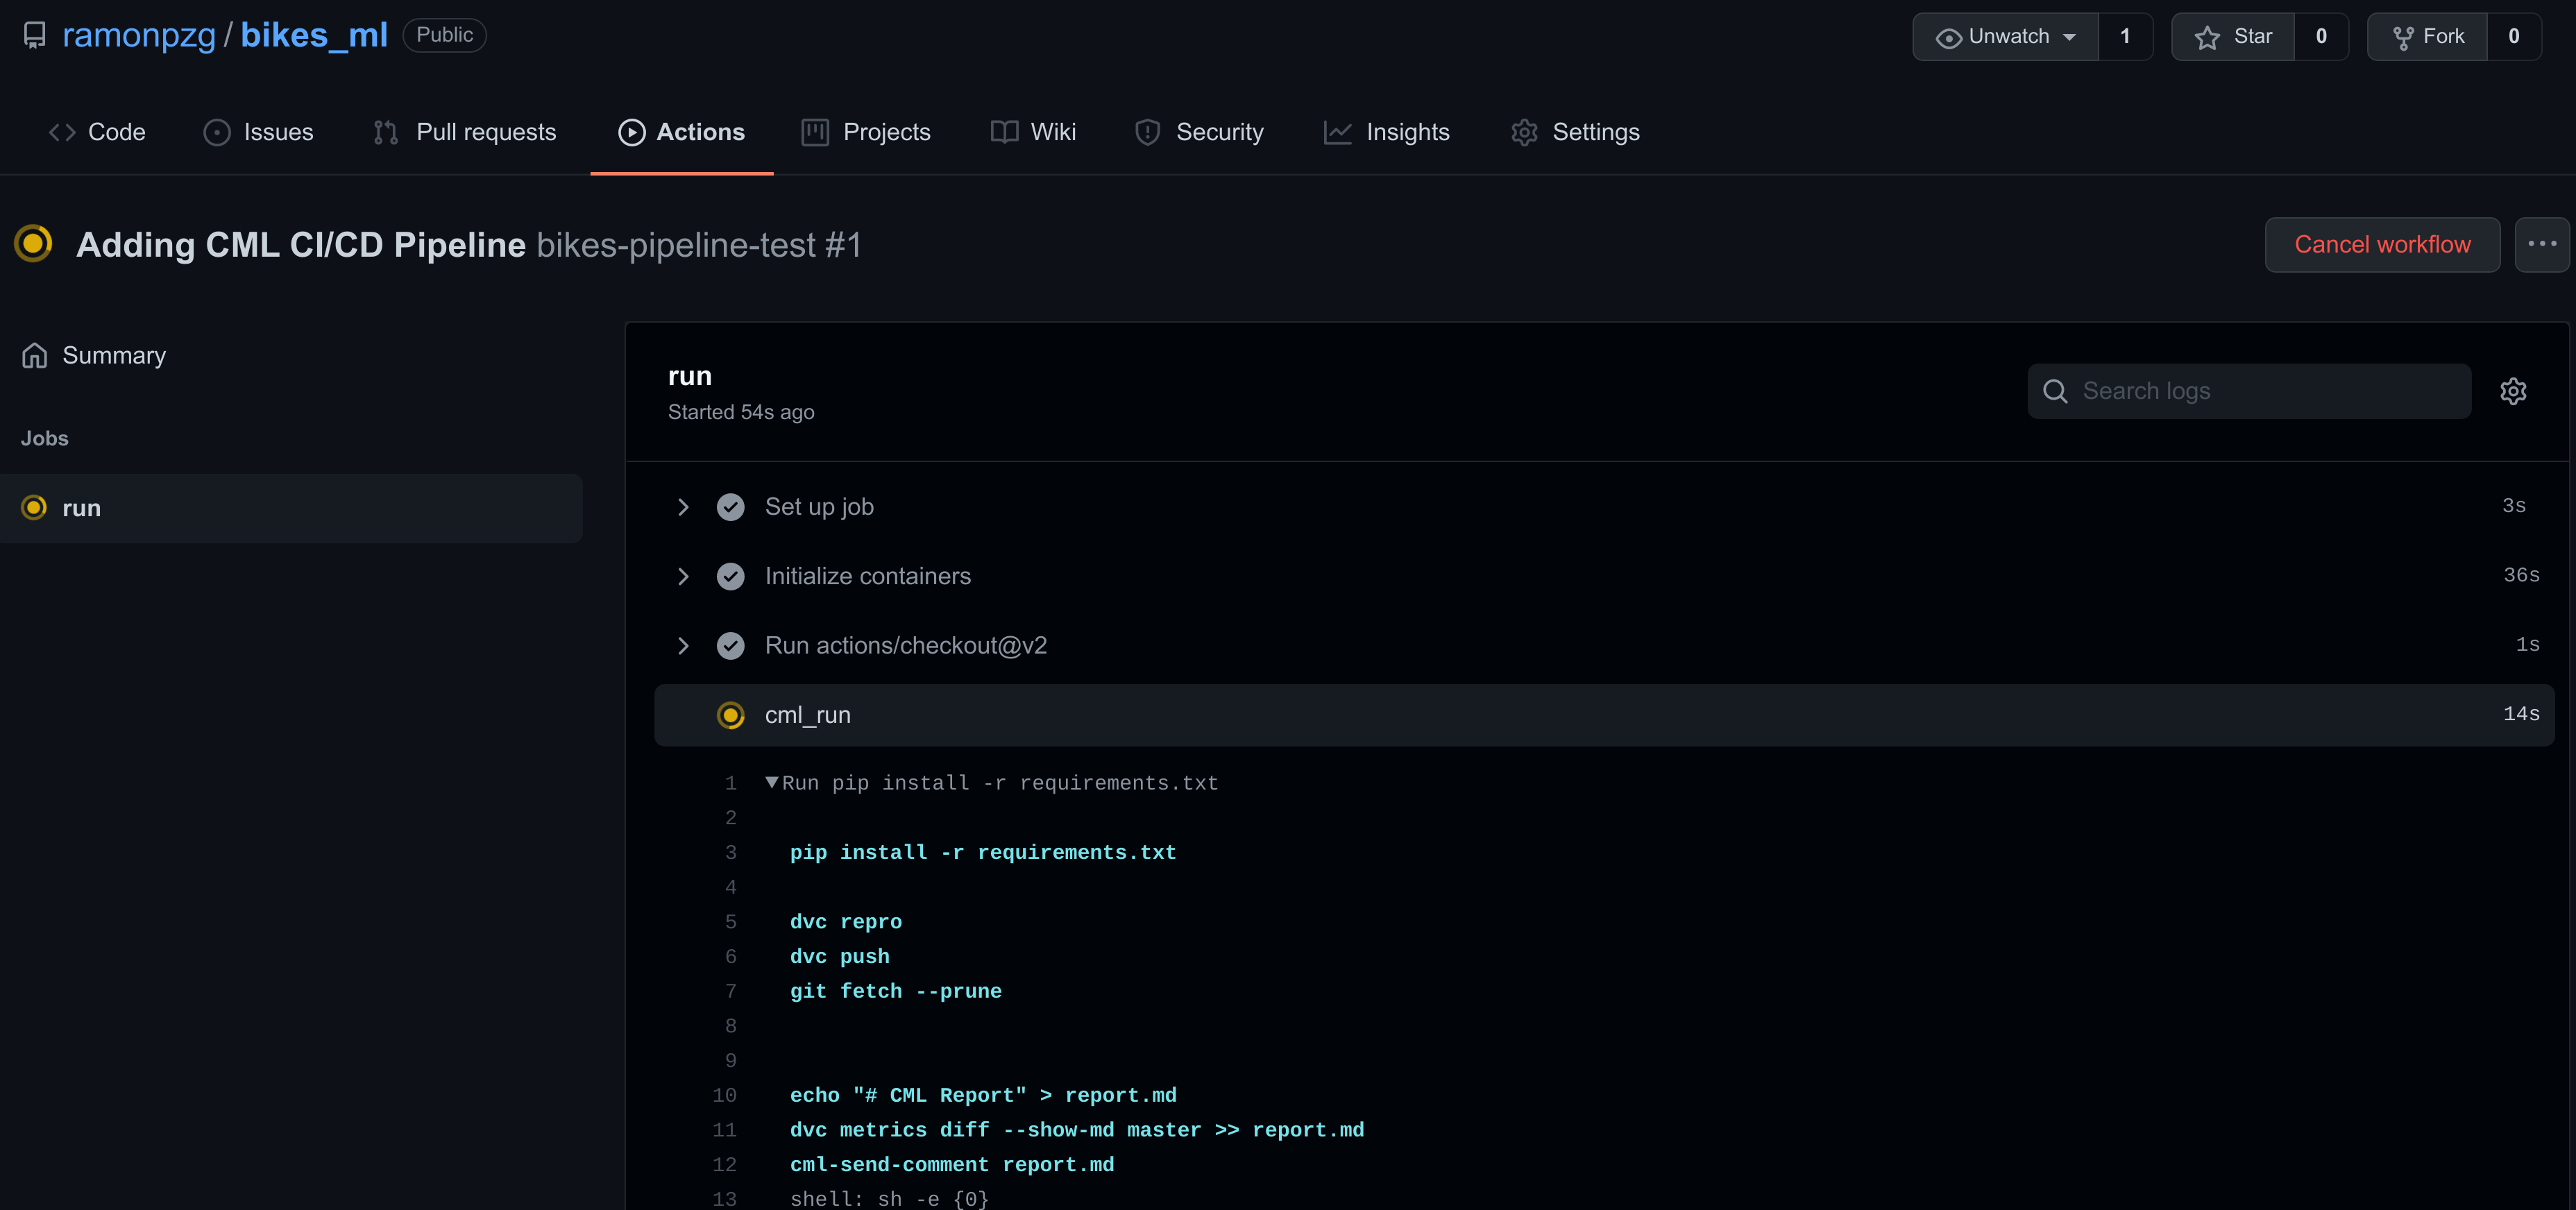 ramonpzg / bikes_ml Public
Unwatch 1 Star 0 Fork 0
Code Issues Pull requests Actions Projects Wiki Security Insights Settings
Adding CML CI/CD Pipeline bikes-pipeline-test #1
Cancel workflow ...
Summary
Jobs
run
run
Started 54s ago
Search logs
Set up job 3s
Initialize containers 36s
Run actions/checkout@v2 1s
cml_run 14s
1 ▼Run pip install -r requirements.txt
2
3 pip install -r requirements.txt
4
5 dvc repro
6 dvc push
7 git fetch --prune
8
9
10 echo "# CML Report" > report.md
11 dvc metrics diff --show-md master >> report.md
12 cml-send-comment report.md
13 shell: sh -e {0}